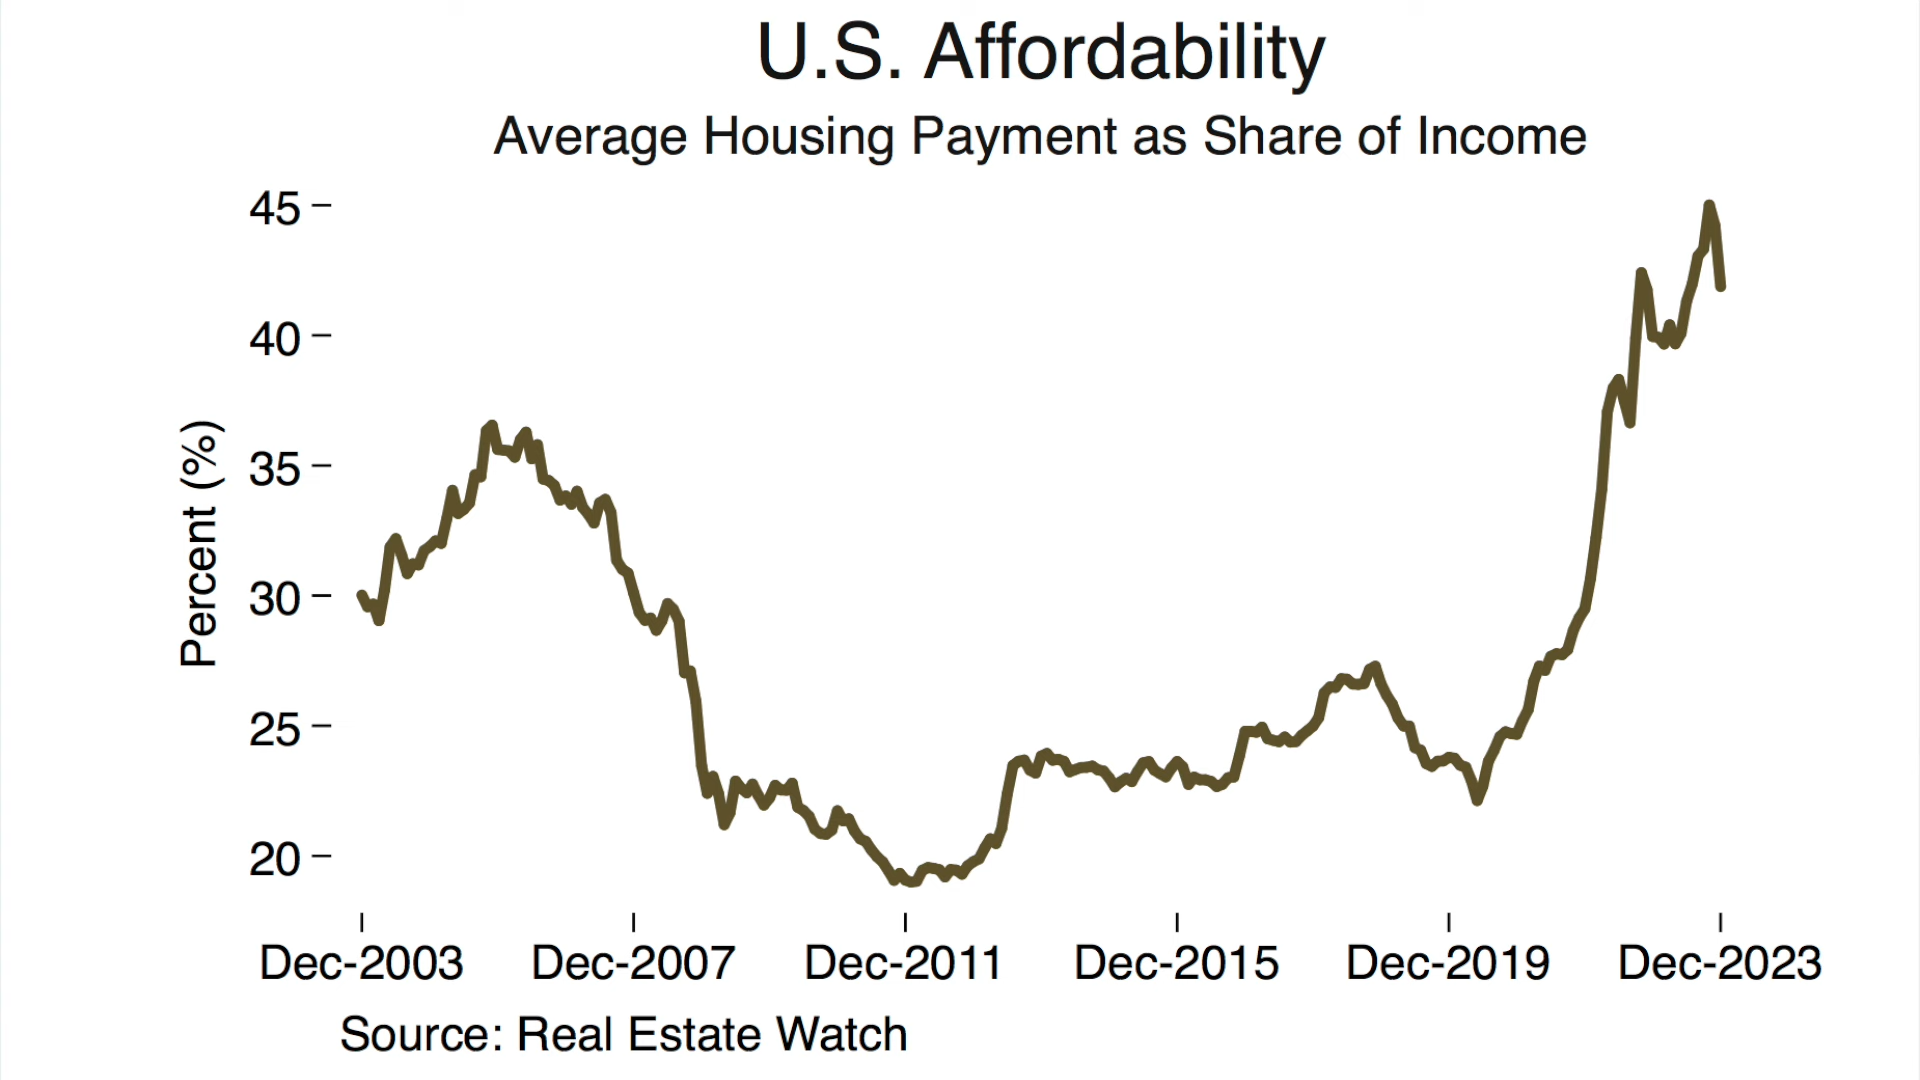 U.S. Affordability
Average Housing Payment as Share of Income
Percent (%)
45
40
35
30
25
20
Dec-2003 Dec-2007 Dec-2011 Dec-2015 Dec-2019 Dec-2023
Source: Real Estate Watch